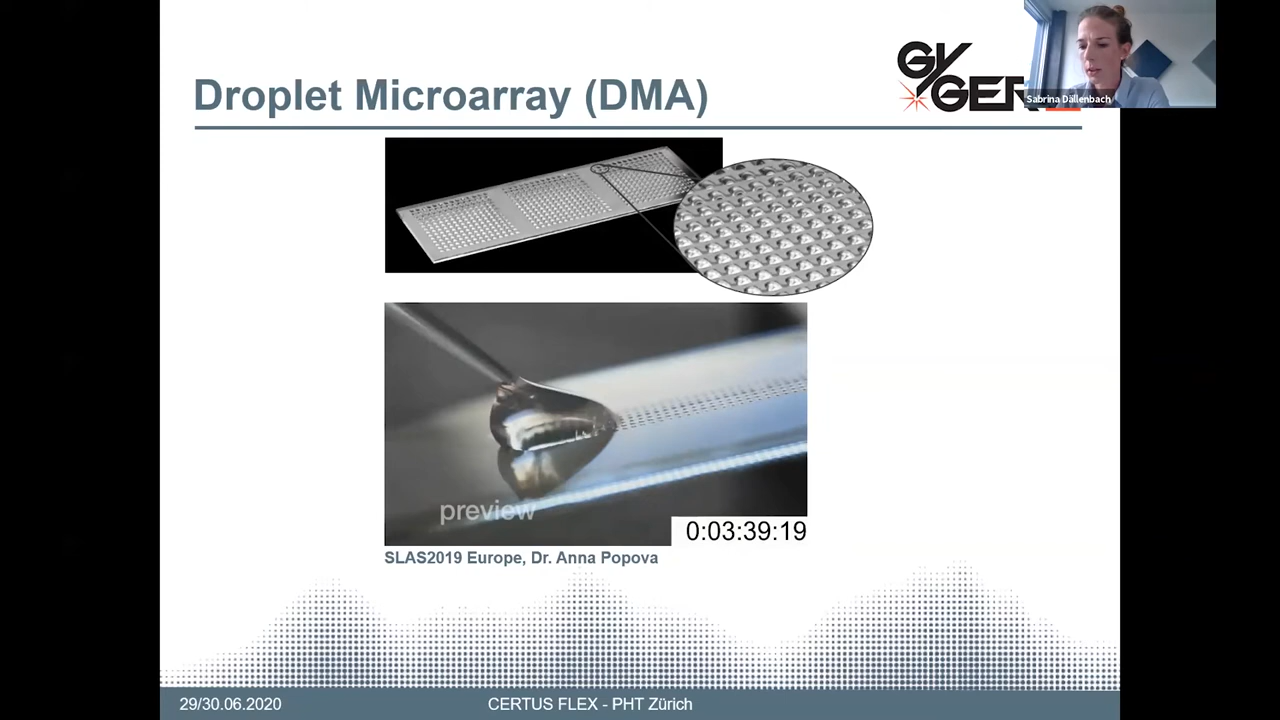 Droplet Microarray (DMA)
GYGER
Sabrina Dällenbach
preview
0:03:39:19
SLAS2019 Europe, Dr. Anna Popova
29/30.06.2020
CERTUS FLEX - PHT Zürich